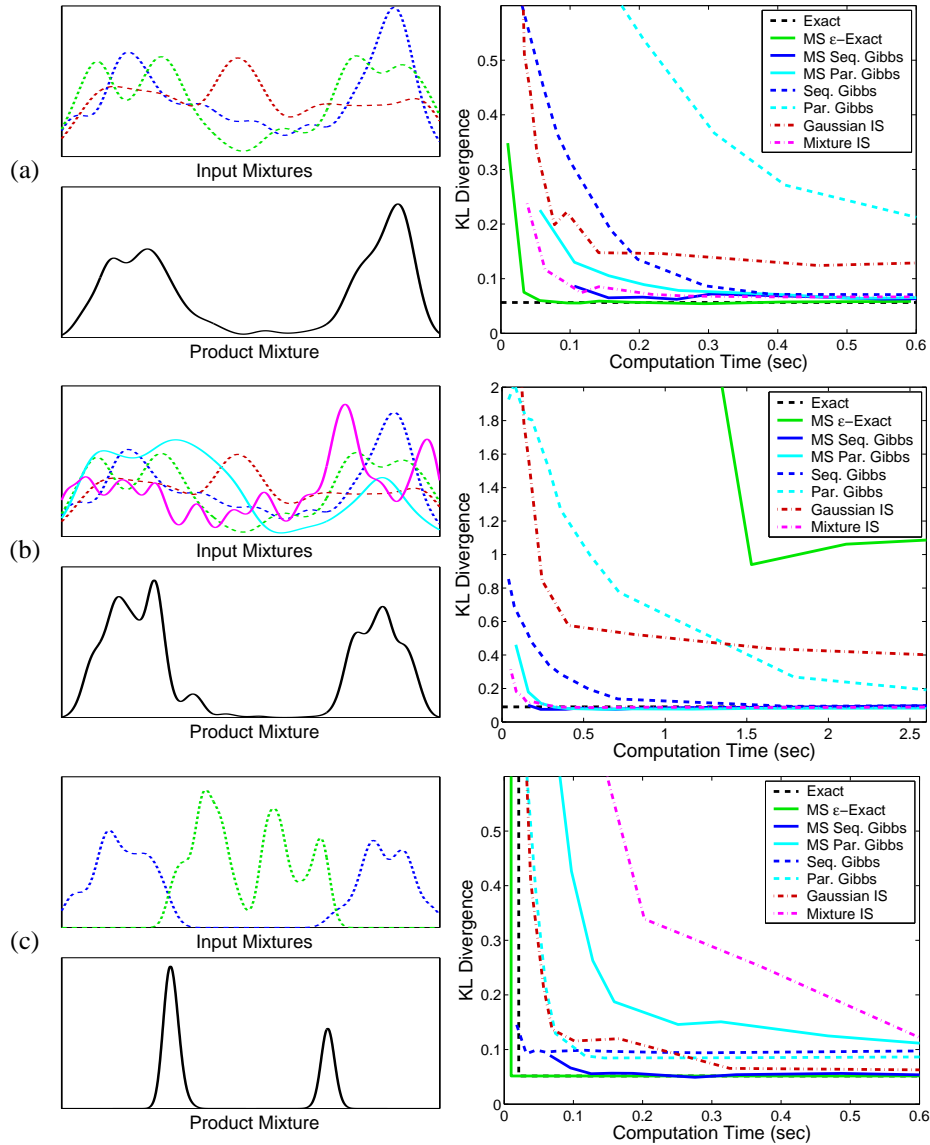 (a)
Input Mixtures
Product Mixture
KL Divergence
0.5
0.4
0.3
0.2
0.1
0
0 0.1 0.2 0.3 0.4 0.5 0.6
Computation Time (sec)
Exact
MS ε−Exact
MS Seq. Gibbs
MS Par. Gibbs
Seq. Gibbs
Par. Gibbs
Gaussian IS
Mixture IS
(b)
Input Mixtures
Product Mixture
KL Divergence
2
1.8
1.6
1.4
1.2
1
0.8
0.6
0.4
0.2
0
0 0.5 1 1.5 2 2.5
Computation Time (sec)
Exact
MS ε−Exact
MS Seq. Gibbs
MS Par. Gibbs
Seq. Gibbs
Par. Gibbs
Gaussian IS
Mixture IS
(c)
Input Mixtures
Product Mixture
KL Divergence
0.5
0.4
0.3
0.2
0.1
0
0 0.1 0.2 0.3 0.4 0.5 0.6
Computation Time (sec)
Exact
MS ε−Exact
MS Seq. Gibbs
MS Par. Gibbs
Seq. Gibbs
Par. Gibbs
Gaussian IS
Mixture IS